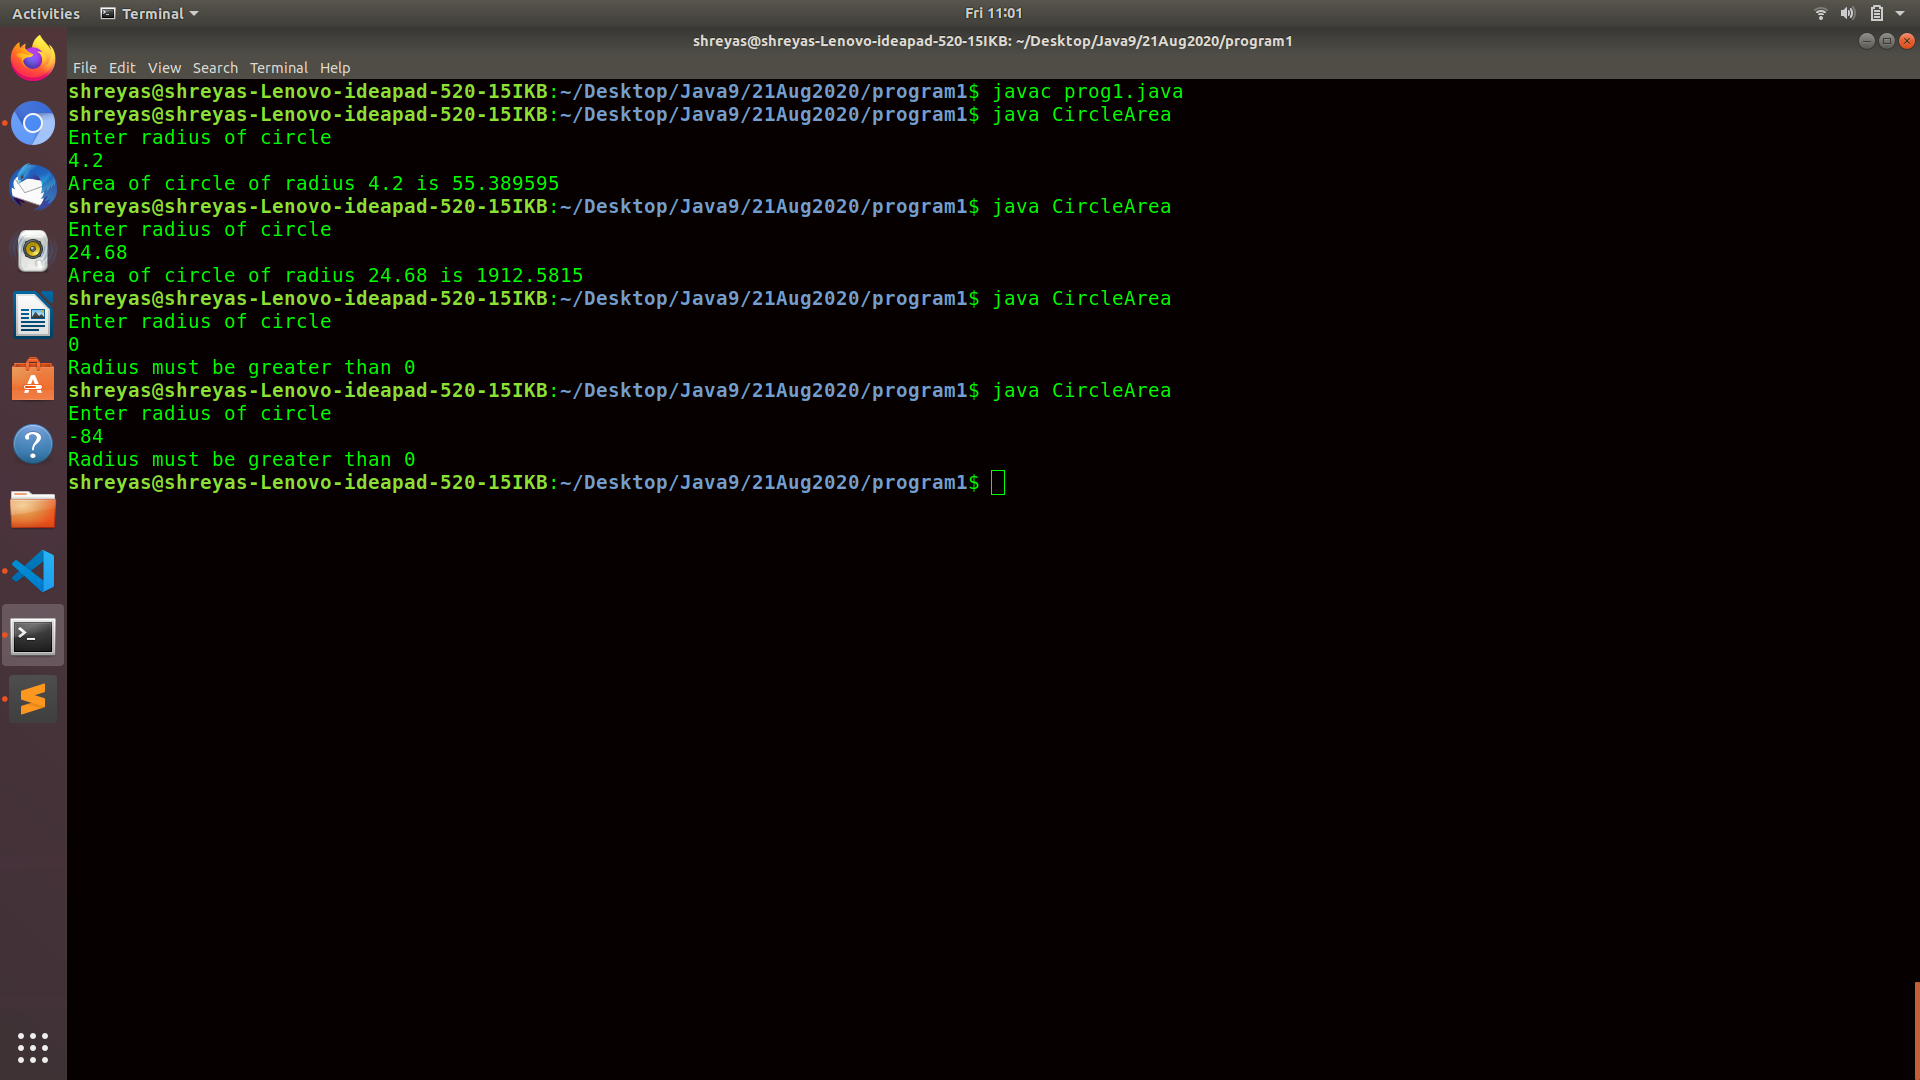 Activities Terminal Fri 11:01
shreyas@shreyas-Lenovo-ideapad-520-15IKB: ~/Desktop/Java9/21Aug2020/program1
File Edit View Search Terminal Help
shreyas@shreyas-Lenovo-ideapad-520-15IKB:~/Desktop/Java9/21Aug2020/program1$ javac prog1.java
shreyas@shreyas-Lenovo-ideapad-520-15IKB:~/Desktop/Java9/21Aug2020/program1$ java CircleArea
Enter radius of circle
4.2
Area of circle of radius 4.2 is 55.389595
shreyas@shreyas-Lenovo-ideapad-520-15IKB:~/Desktop/Java9/21Aug2020/program1$ java CircleArea
Enter radius of circle
24.68
Area of circle of radius 24.68 is 1912.5815
shreyas@shreyas-Lenovo-ideapad-520-15IKB:~/Desktop/Java9/21Aug2020/program1$ java CircleArea
Enter radius of circle
0
Radius must be greater than 0
shreyas@shreyas-Lenovo-ideapad-520-15IKB:~/Desktop/Java9/21Aug2020/program1$ java CircleArea
Enter radius of circle
-84
Radius must be greater than 0
shreyas@shreyas-Lenovo-ideapad-520-15IKB:~/Desktop/Java9/21Aug2020/program1$